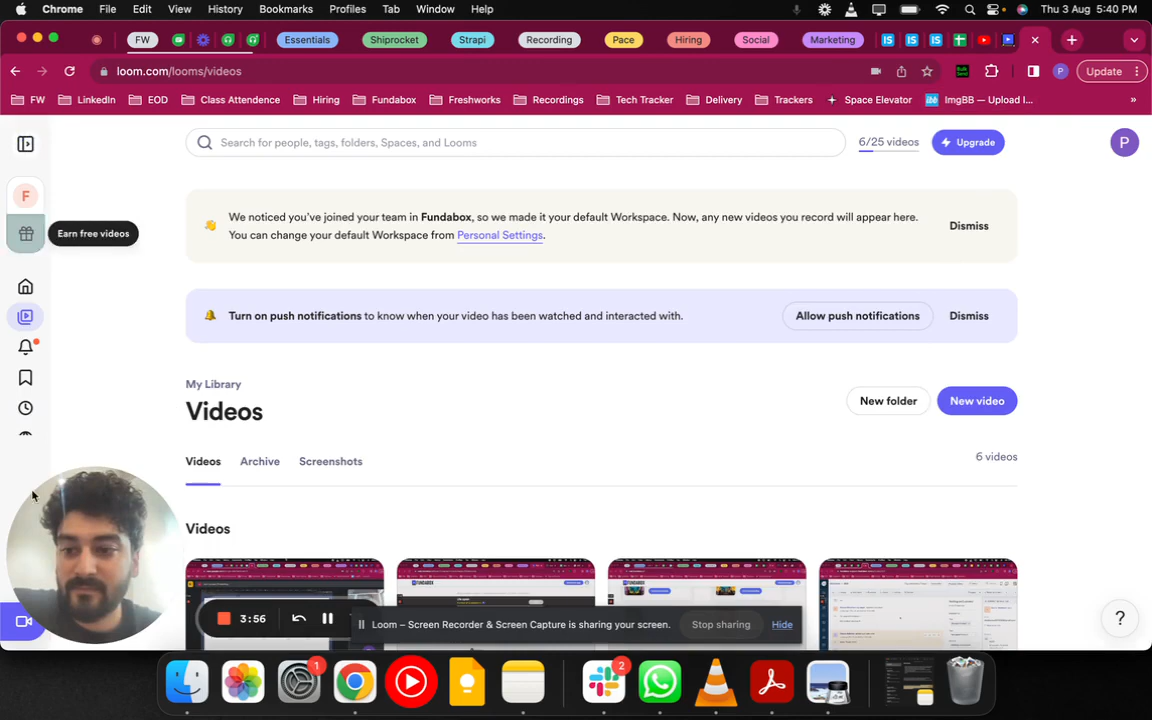 Chrome File Edit View History Bookmarks Profiles Tab Window Help Thu 3 Aug 5:40 PM
FW Essentials Shiprocket Strapi Recording Pace Hiring Social Marketing
loom.com/looms/videos P Update
FW LinkedIn EOD Class Attendence Hiring Fundabox Freshworks Recordings Tech Tracker Delivery Trackers Space Elevator ImgBB — Upload I... »
Search for people, tags, folders, Spaces, and Looms 6/25 videos Upgrade P
F
Earn free videos
We noticed you've joined your team in Fundabox, so we made it your default Workspace. Now, any new videos you record will appear here.
You can change your default Workspace from Personal Settings.
Dismiss
Turn on push notifications to know when your video has been watched and interacted with. Allow push notifications Dismiss
My Library
Videos
New folder New video
Videos Archive Screenshots 6 videos
Videos
FUNDABOX FUNDABOX
3:56
Loom – Screen Recorder & Screen Capture is sharing your screen. Stop sharing Hide
?
1 2